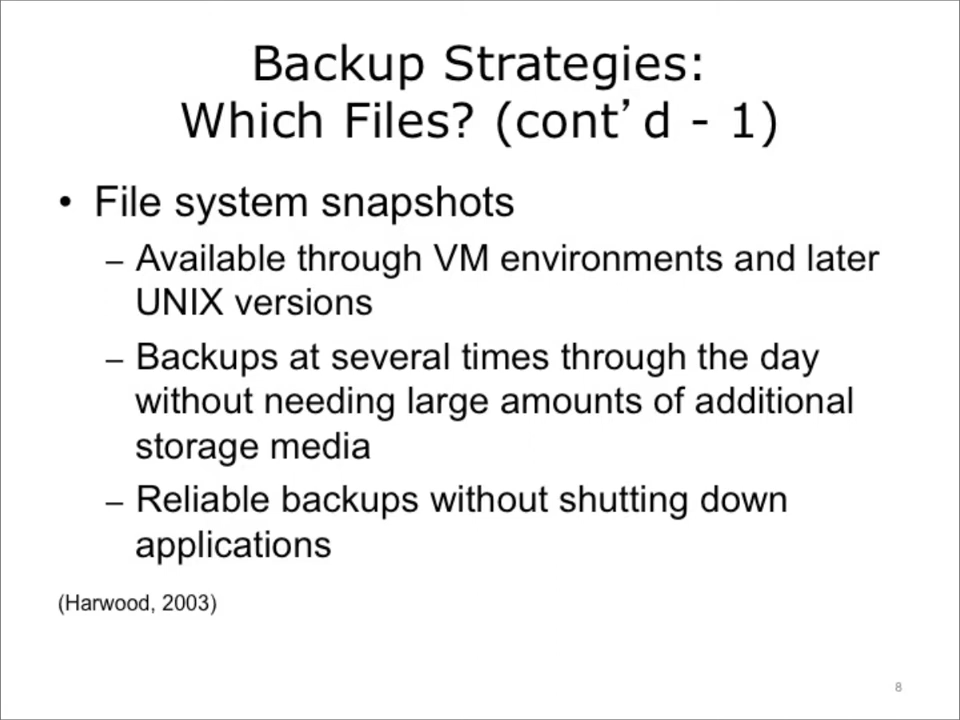 Backup Strategies:
Which Files? (cont’d - 1)
• File system snapshots
– Available through VM environments and later
UNIX versions
– Backups at several times through the day
without needing large amounts of additional
storage media
– Reliable backups without shutting down
applications
(Harwood, 2003)
8